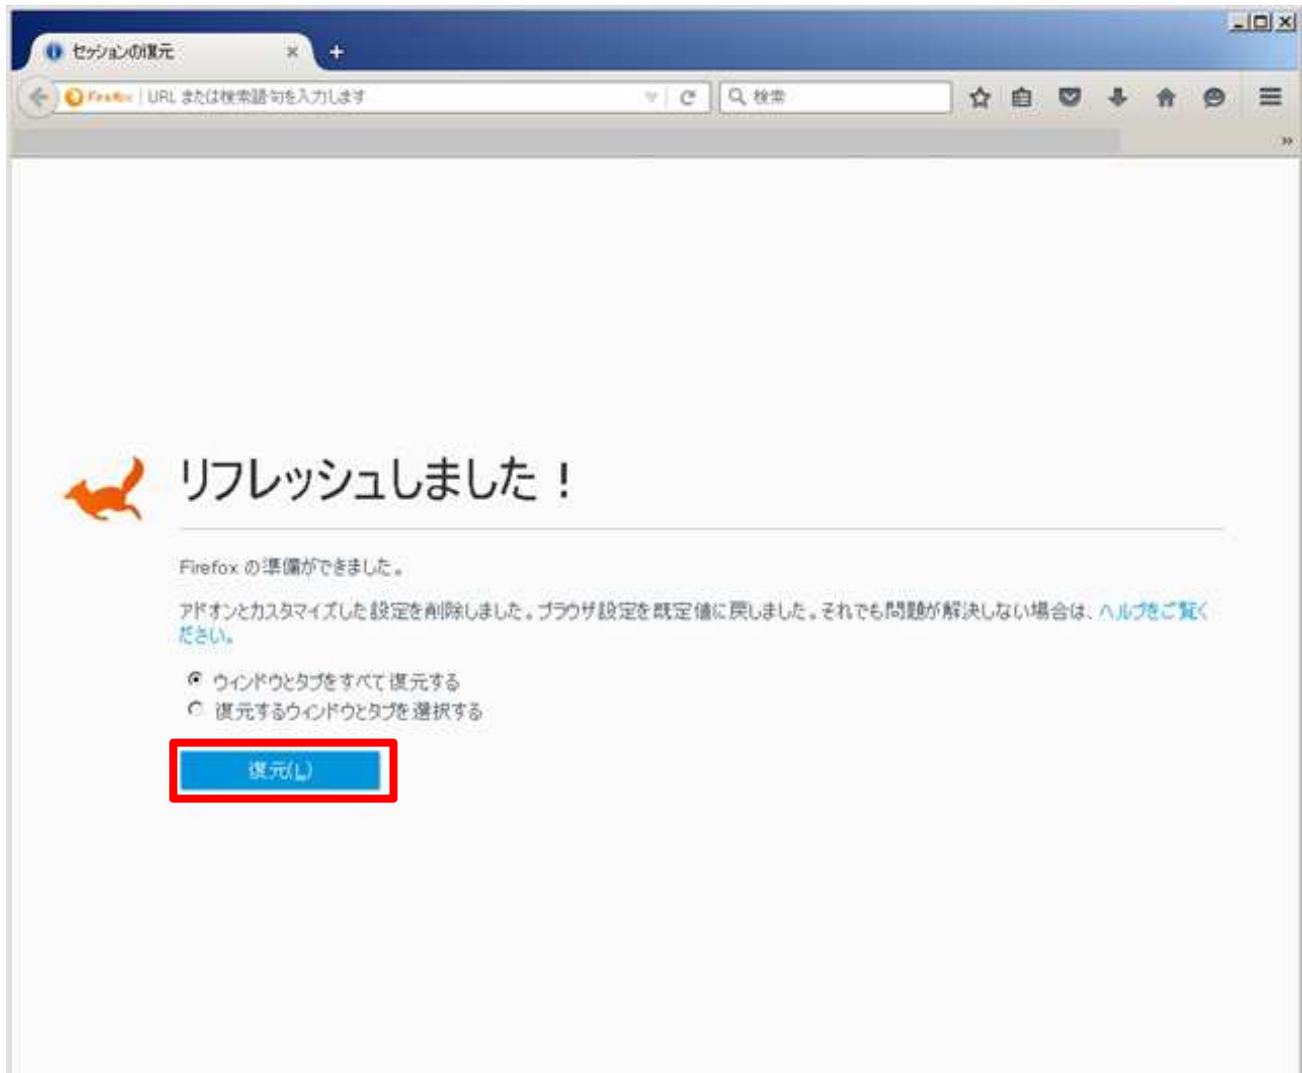 セッションの復元
Firefox
URL または検索語句を入力します
検索
リフレッシュしました！
Firefox の準備ができました。
アドオンとカスタマイズした設定を削除しました。ブラウザ設定を既定値に戻しました。それでも問題が解決しない場合は、ヘルプをご覧く
ださい。
ウィンドウとタブをすべて復元する
復元するウィンドウとタブを選択する
復元(L)